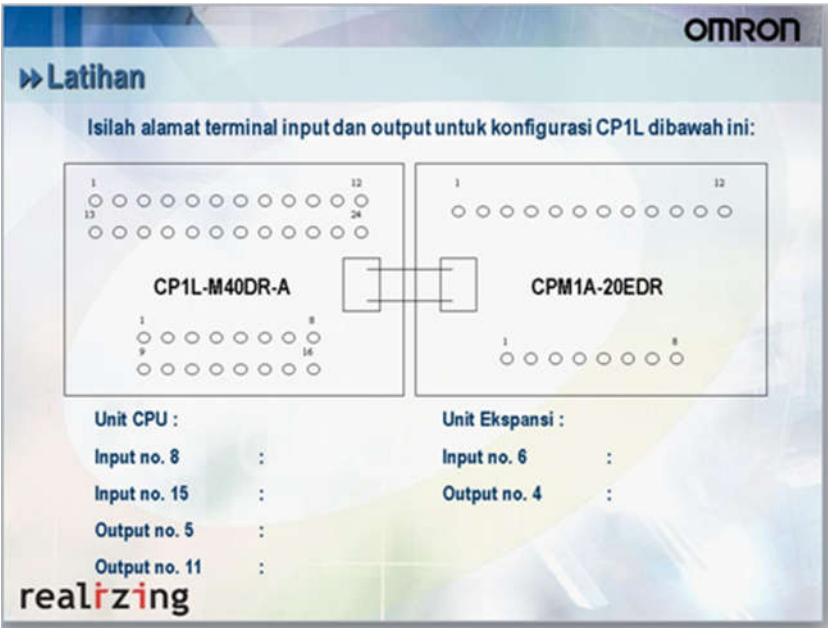 OMRON
Latihan
Isilah alamat terminal input dan output untuk konfigurasi CP1L dibawah ini:
1 12
13 24
CP1L-M40DR-A
1 8
9 16
1 12
CPM1A-20EDR
1 8
Unit CPU :
Input no. 8 :
Input no. 15 :
Output no. 5 :
Output no. 11 :
Unit Ekspansi :
Input no. 6 :
Output no. 4 :
realizing